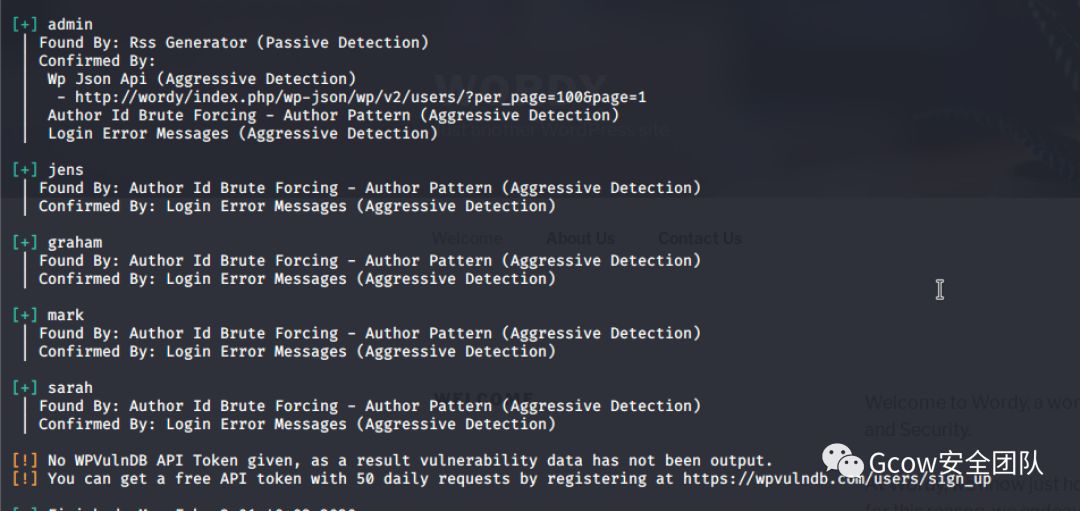 [+] admin
| Found By: Rss Generator (Passive Detection)
| Confirmed By:
|  Wp Json Api (Aggressive Detection)
|   - http://wordy/index.php/wp-json/wp/v2/users/?per_page=100&page=1
|  Author Id Brute Forcing - Author Pattern (Aggressive Detection)
|  Login Error Messages (Aggressive Detection)
[+] jens
| Found By: Author Id Brute Forcing - Author Pattern (Aggressive Detection)
| Confirmed By: Login Error Messages (Aggressive Detection)
[+] graham
| Found By: Author Id Brute Forcing - Author Pattern (Aggressive Detection)
| Confirmed By: Login Error Messages (Aggressive Detection)
[+] mark
| Found By: Author Id Brute Forcing - Author Pattern (Aggressive Detection)
| Confirmed By: Login Error Messages (Aggressive Detection)
[+] sarah
| Found By: Author Id Brute Forcing - Author Pattern (Aggressive Detection)
| Confirmed By: Login Error Messages (Aggressive Detection)
[!] No WPVulnDB API Token given, as a result vulnerability data has not been output.
[!] You can get a free API token with 50 daily requests by registering at https://wpvulndb.com/users/sign_up
WORDY
another WordPress site
Welcome
About Us
Contact Us
WELCOME
Welcome to Wordy, a wor
and Security.
Gcow安全团队